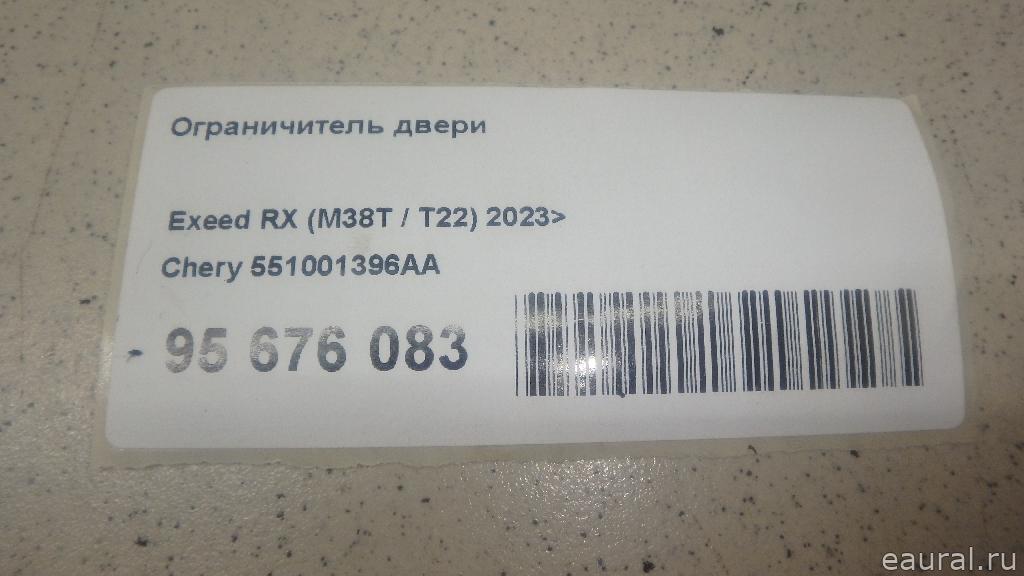 Ограничитель двери
Exeed RX (M38T / T22) 2023>
Chery 551001396AA
95 676 083
eaural.ru